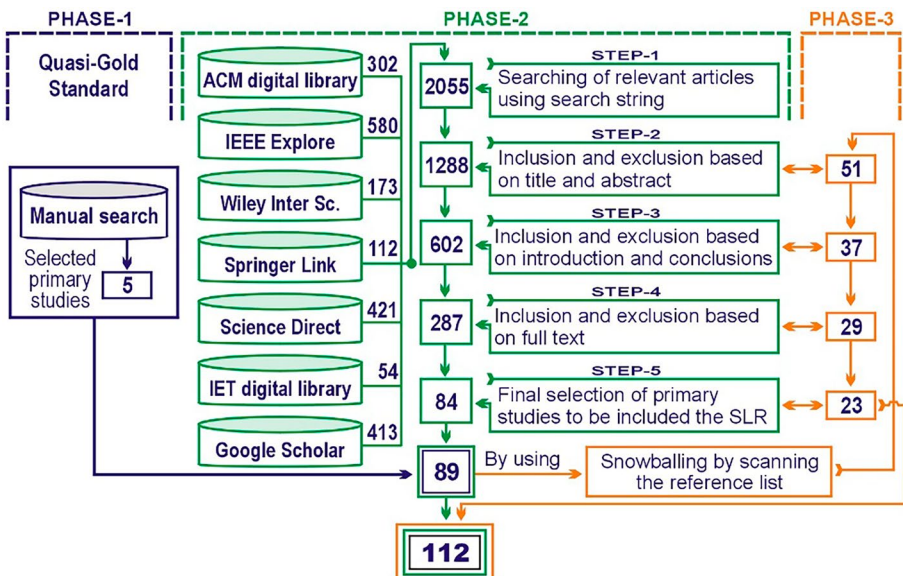 PHASE-1
Quasi-Gold
Standard
Manual search
Selected
primary
studies
5
PHASE-2
ACM digital library
302
IEEE Explore
580
Wiley Inter Sc.
173
Springer Link
112
Science Direct
421
IET digital library
54
Google Scholar
413
2055
STEP-1
Searching of relevant articles
using search string
1288
STEP-2
Inclusion and exclusion based
on title and abstract
602
STEP-3
Inclusion and exclusion based
on introduction and conclusions
287
STEP-4
Inclusion and exclusion based
on full text
84
STEP-5
Final selection of primary
studies to be included the SLR
89
By using
Snowballing by scanning
the reference list
112
PHASE-3
51
37
29
23